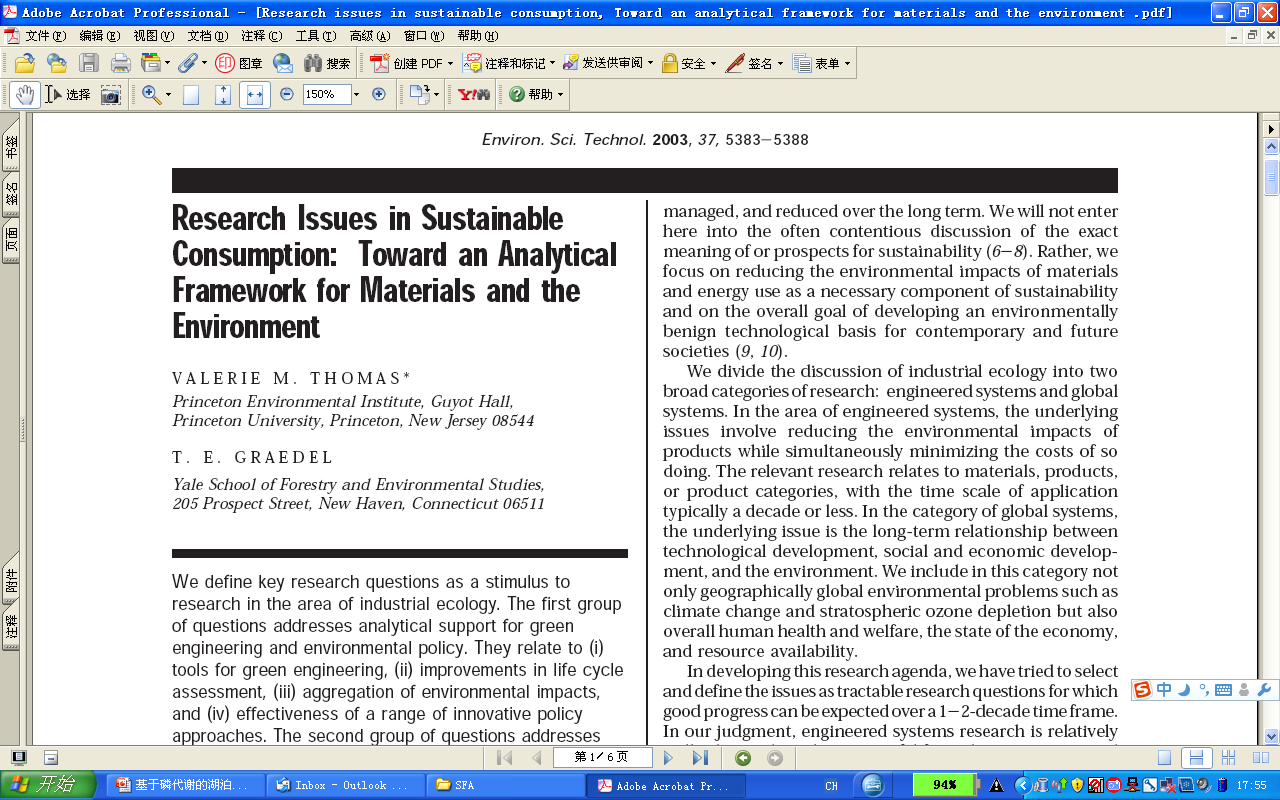 Adobe Acrobat Professional - [Research issues in sustainable consumption, Toward an analytical framework for materials and the environment .pdf]
文件(F) 编辑(E) 视图(V) 文档(D) 注释(C) 工具(T) 高级(A) 窗口(W) 帮助(H)
图章 搜索 创建 PDF 注释和标记 发送供审阅 安全 签名 表单
选择 150% Y! 帮助
书签
签名
页面
附件
注释
Environ. Sci. Technol. 2003, 37, 5383–5388
Research Issues in Sustainable
Consumption: Toward an Analytical
Framework for Materials and the
Environment
VALERIE M. THOMAS*
Princeton Environmental Institute, Guyot Hall,
Princeton University, Princeton, New Jersey 08544
T. E. GRAEDEL
Yale School of Forestry and Environmental Studies,
205 Prospect Street, New Haven, Connecticut 06511
We define key research questions as a stimulus to
research in the area of industrial ecology. The first group
of questions addresses analytical support for green
engineering and environmental policy. They relate to (i)
tools for green engineering, (ii) improvements in life cycle
assessment, (iii) aggregation of environmental impacts,
and (iv) effectiveness of a range of innovative policy
approaches. The second group of questions addresses
managed, and reduced over the long term. We will not enter
here into the often contentious discussion of the exact
meaning of or prospects for sustainability (6–8). Rather, we
focus on reducing the environmental impacts of materials
and energy use as a necessary component of sustainability
and on the overall goal of developing an environmentally
benign technological basis for contemporary and future
societies (9, 10).
We divide the discussion of industrial ecology into two
broad categories of research: engineered systems and global
systems. In the area of engineered systems, the underlying
issues involve reducing the environmental impacts of
products while simultaneously minimizing the costs of so
doing. The relevant research relates to materials, products,
or product categories, with the time scale of application
typically a decade or less. In the category of global systems,
the underlying issue is the long-term relationship between
technological development, social and economic develop-
ment, and the environment. We include in this category not
only geographically global environmental problems such as
climate change and stratospheric ozone depletion but also
overall human health and welfare, the state of the economy,
and resource availability.
In developing this research agenda, we have tried to select
and define the issues as tractable research questions for which
good progress can be expected over a 1–2-decade time frame.
In our judgment, engineered systems research is relatively
中
第 1/6 页
开始 基于磷代谢的湖泊... Inbox - Outlook ... SFA Adobe Acrobat Pr... CH 94% 17:55